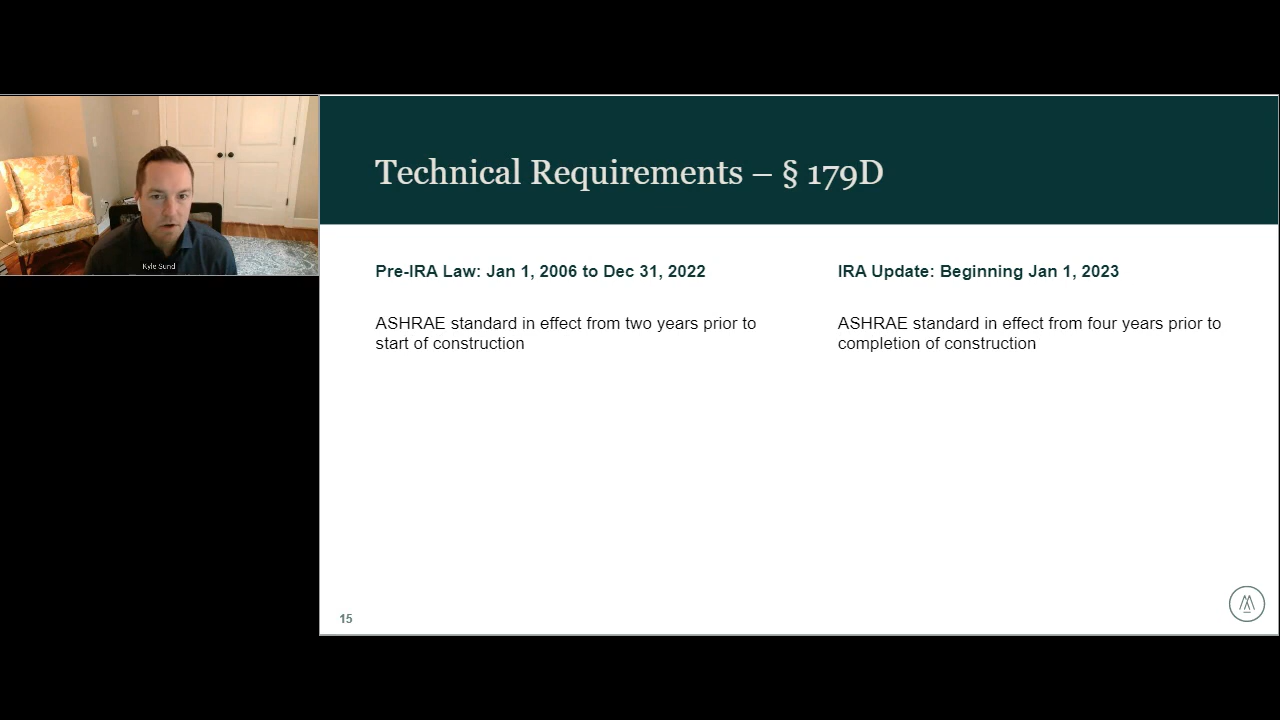 Technical Requirements – § 179D
Kyle Sund
Pre-IRA Law: Jan 1, 2006 to Dec 31, 2022
ASHRAE standard in effect from two years prior to
start of construction
IRA Update: Beginning Jan 1, 2023
ASHRAE standard in effect from four years prior to
completion of construction
15